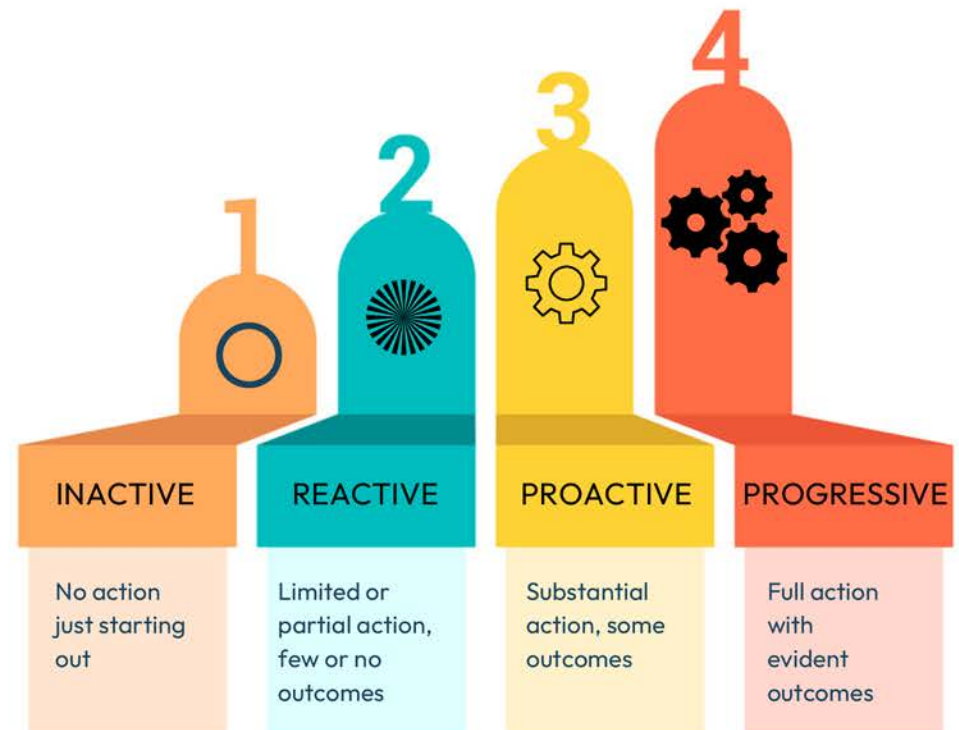 1
2
3
4
INACTIVE
No action
just starting
out
REACTIVE
Limited or
partial action,
few or no
outcomes
PROACTIVE
Substantial
action, some
outcomes
PROGRESSIVE
Full action
with
evident
outcomes